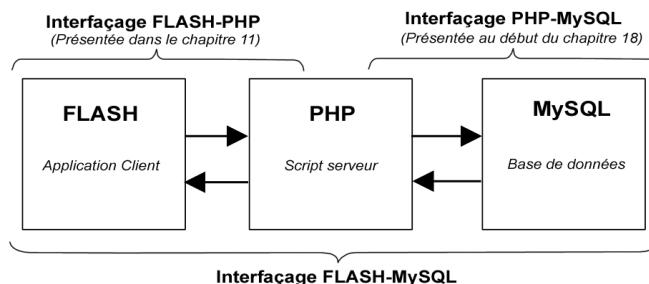 Interfaçage FLASH-PHP
(Présentée dans le chapitre 11)
Interfaçage PHP-MySQL
(Présentée au début du chapitre 18)
FLASH
Application Client
PHP
Script serveur
MySQL
Base de données
Interfaçage FLASH-MySQL